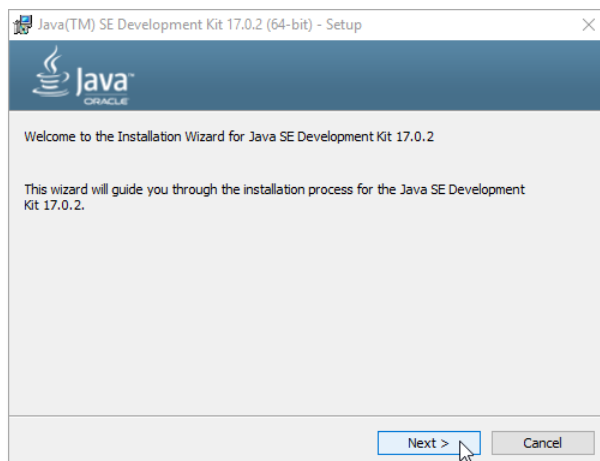 Java(TM) SE Development Kit 17.0.2 (64-bit) - Setup
Java™
ORACLE
Welcome to the Installation Wizard for Java SE Development Kit 17.0.2
This wizard will guide you through the installation process for the Java SE Development
Kit 17.0.2.
Next >
Cancel